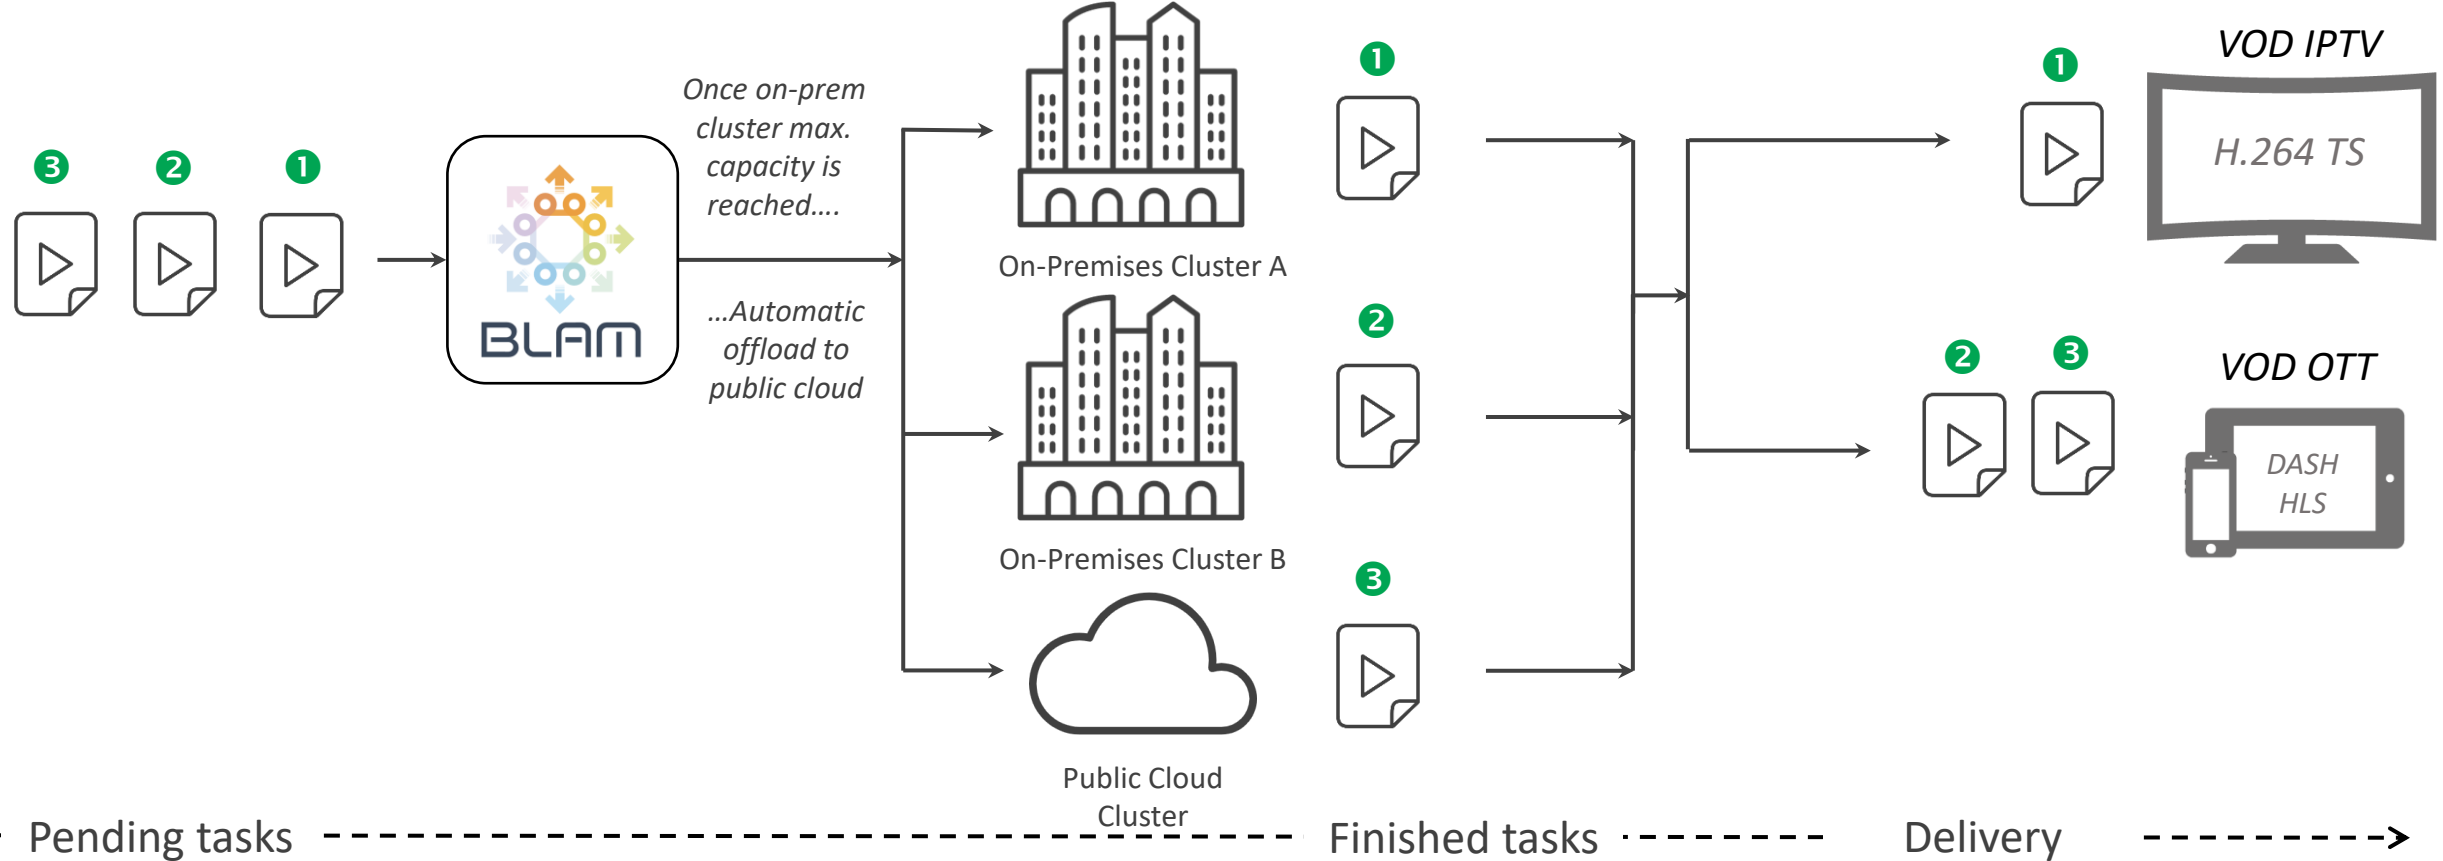 3
2
1
BLAM
Once on-prem
cluster max.
capacity is
reached....
...Automatic
offload to
public cloud
On-Premises Cluster A
On-Premises Cluster B
Public Cloud
Cluster
1
2
3
1
VOD IPTV
H.264 TS
2
3
VOD OTT
DASH
HLS
Pending tasks
Finished tasks
Delivery